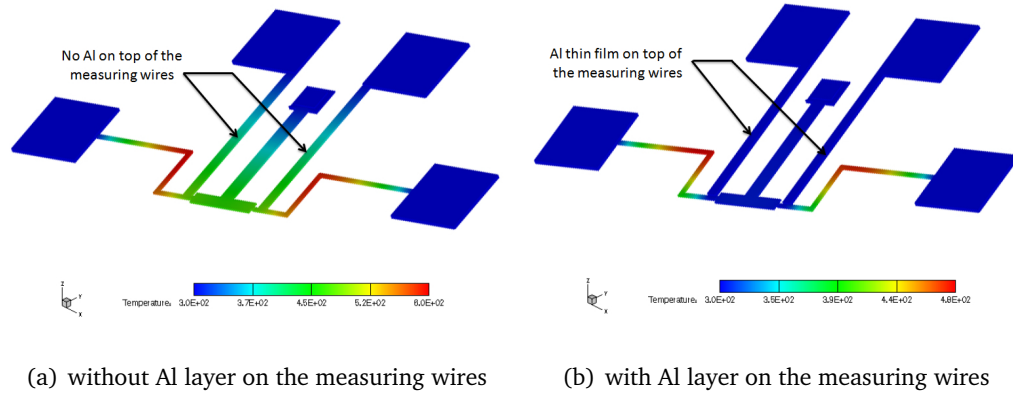 No Al on top of the
measuring wires
Al thin film on top of
the measuring wires
Z
Y
X
Temperature:
3.0E+02 3.7E+02 4.5E+02 5.2E+02 6.0E+02
Z
Y
X
Temperature:
3.0E+02 3.5E+02 3.9E+02 4.4E+02 4.8E+02
(a) without Al layer on the measuring wires
(b) with Al layer on the measuring wires